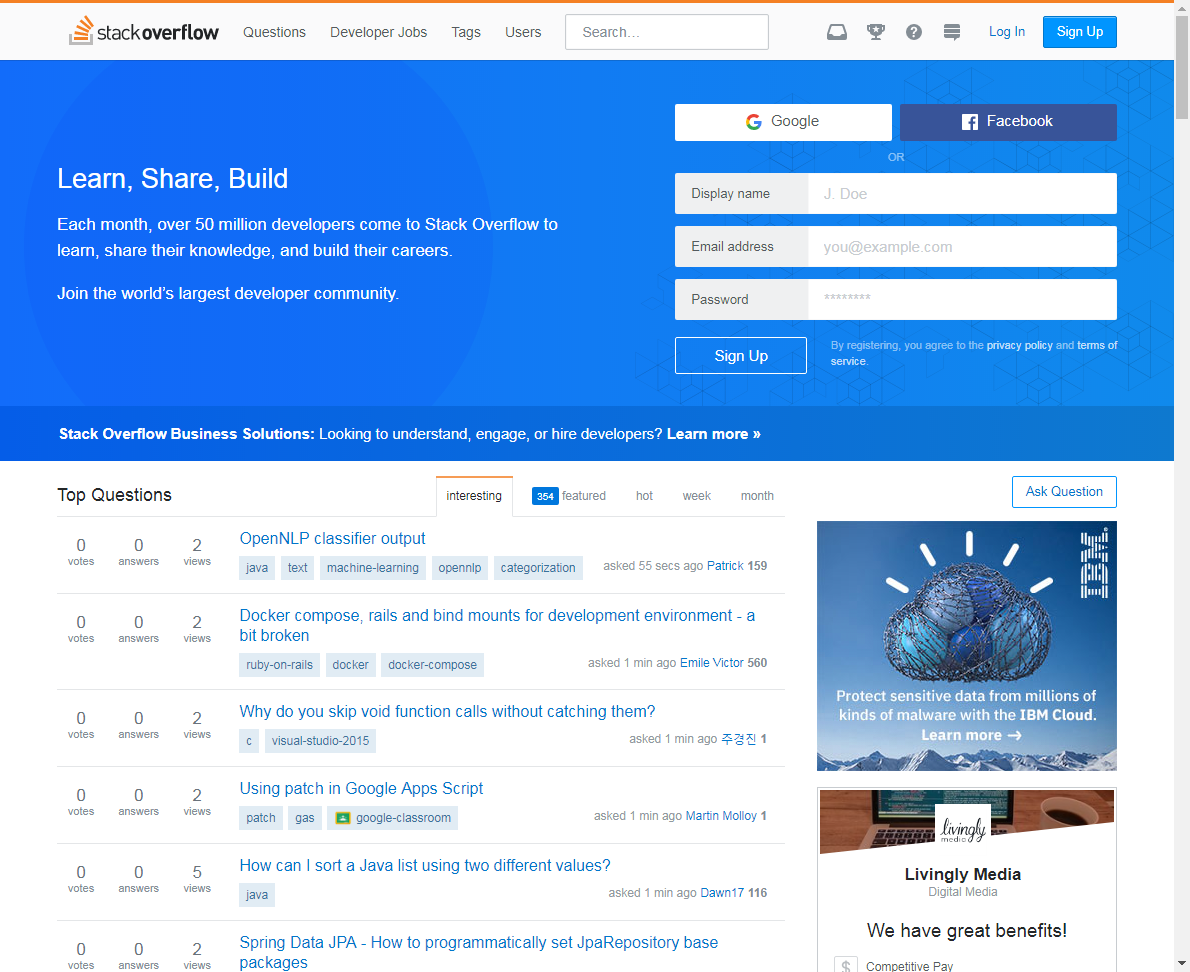 stackoverflow Questions Developer Jobs Tags Users Search... Log In Sign Up
Google Facebook
OR
Learn, Share, Build
Each month, over 50 million developers come to Stack Overflow to
learn, share their knowledge, and build their careers.
Join the world's largest developer community.
Display name J. Doe
Email address you@example.com
Password ********
Sign Up
By registering, you agree to the privacy policy and terms of
service.
Stack Overflow Business Solutions: Looking to understand, engage, or hire developers? Learn more »
Top Questions interesting 354 featured hot week month
Ask Question
0 votes 0 answers 2 views
OpenNLP classifier output
java text machine-learning opennlp categorization
asked 55 secs ago Patrick 159
0 votes 0 answers 2 views
Docker compose, rails and bind mounts for development environment - a
bit broken
ruby-on-rails docker docker-compose
asked 1 min ago Emile Victor 560
0 votes 0 answers 2 views
Why do you skip void function calls without catching them?
c visual-studio-2015
asked 1 min ago 주경진 1
0 votes 0 answers 2 views
Using patch in Google Apps Script
patch gas google-classroom
asked 1 min ago Martin Molloy 1
0 votes 0 answers 5 views
How can I sort a Java list using two different values?
java
asked 1 min ago Dawn17 116
0 votes 0 answers 2 views
Spring Data JPA - How to programmatically set JpaRepository base
packages
IBM
Protect sensitive data from millions of
kinds of malware with the IBM Cloud.
Learn more →
livingly
media
Livingly Media
Digital Media
We have great benefits!
$ Competitive Pay